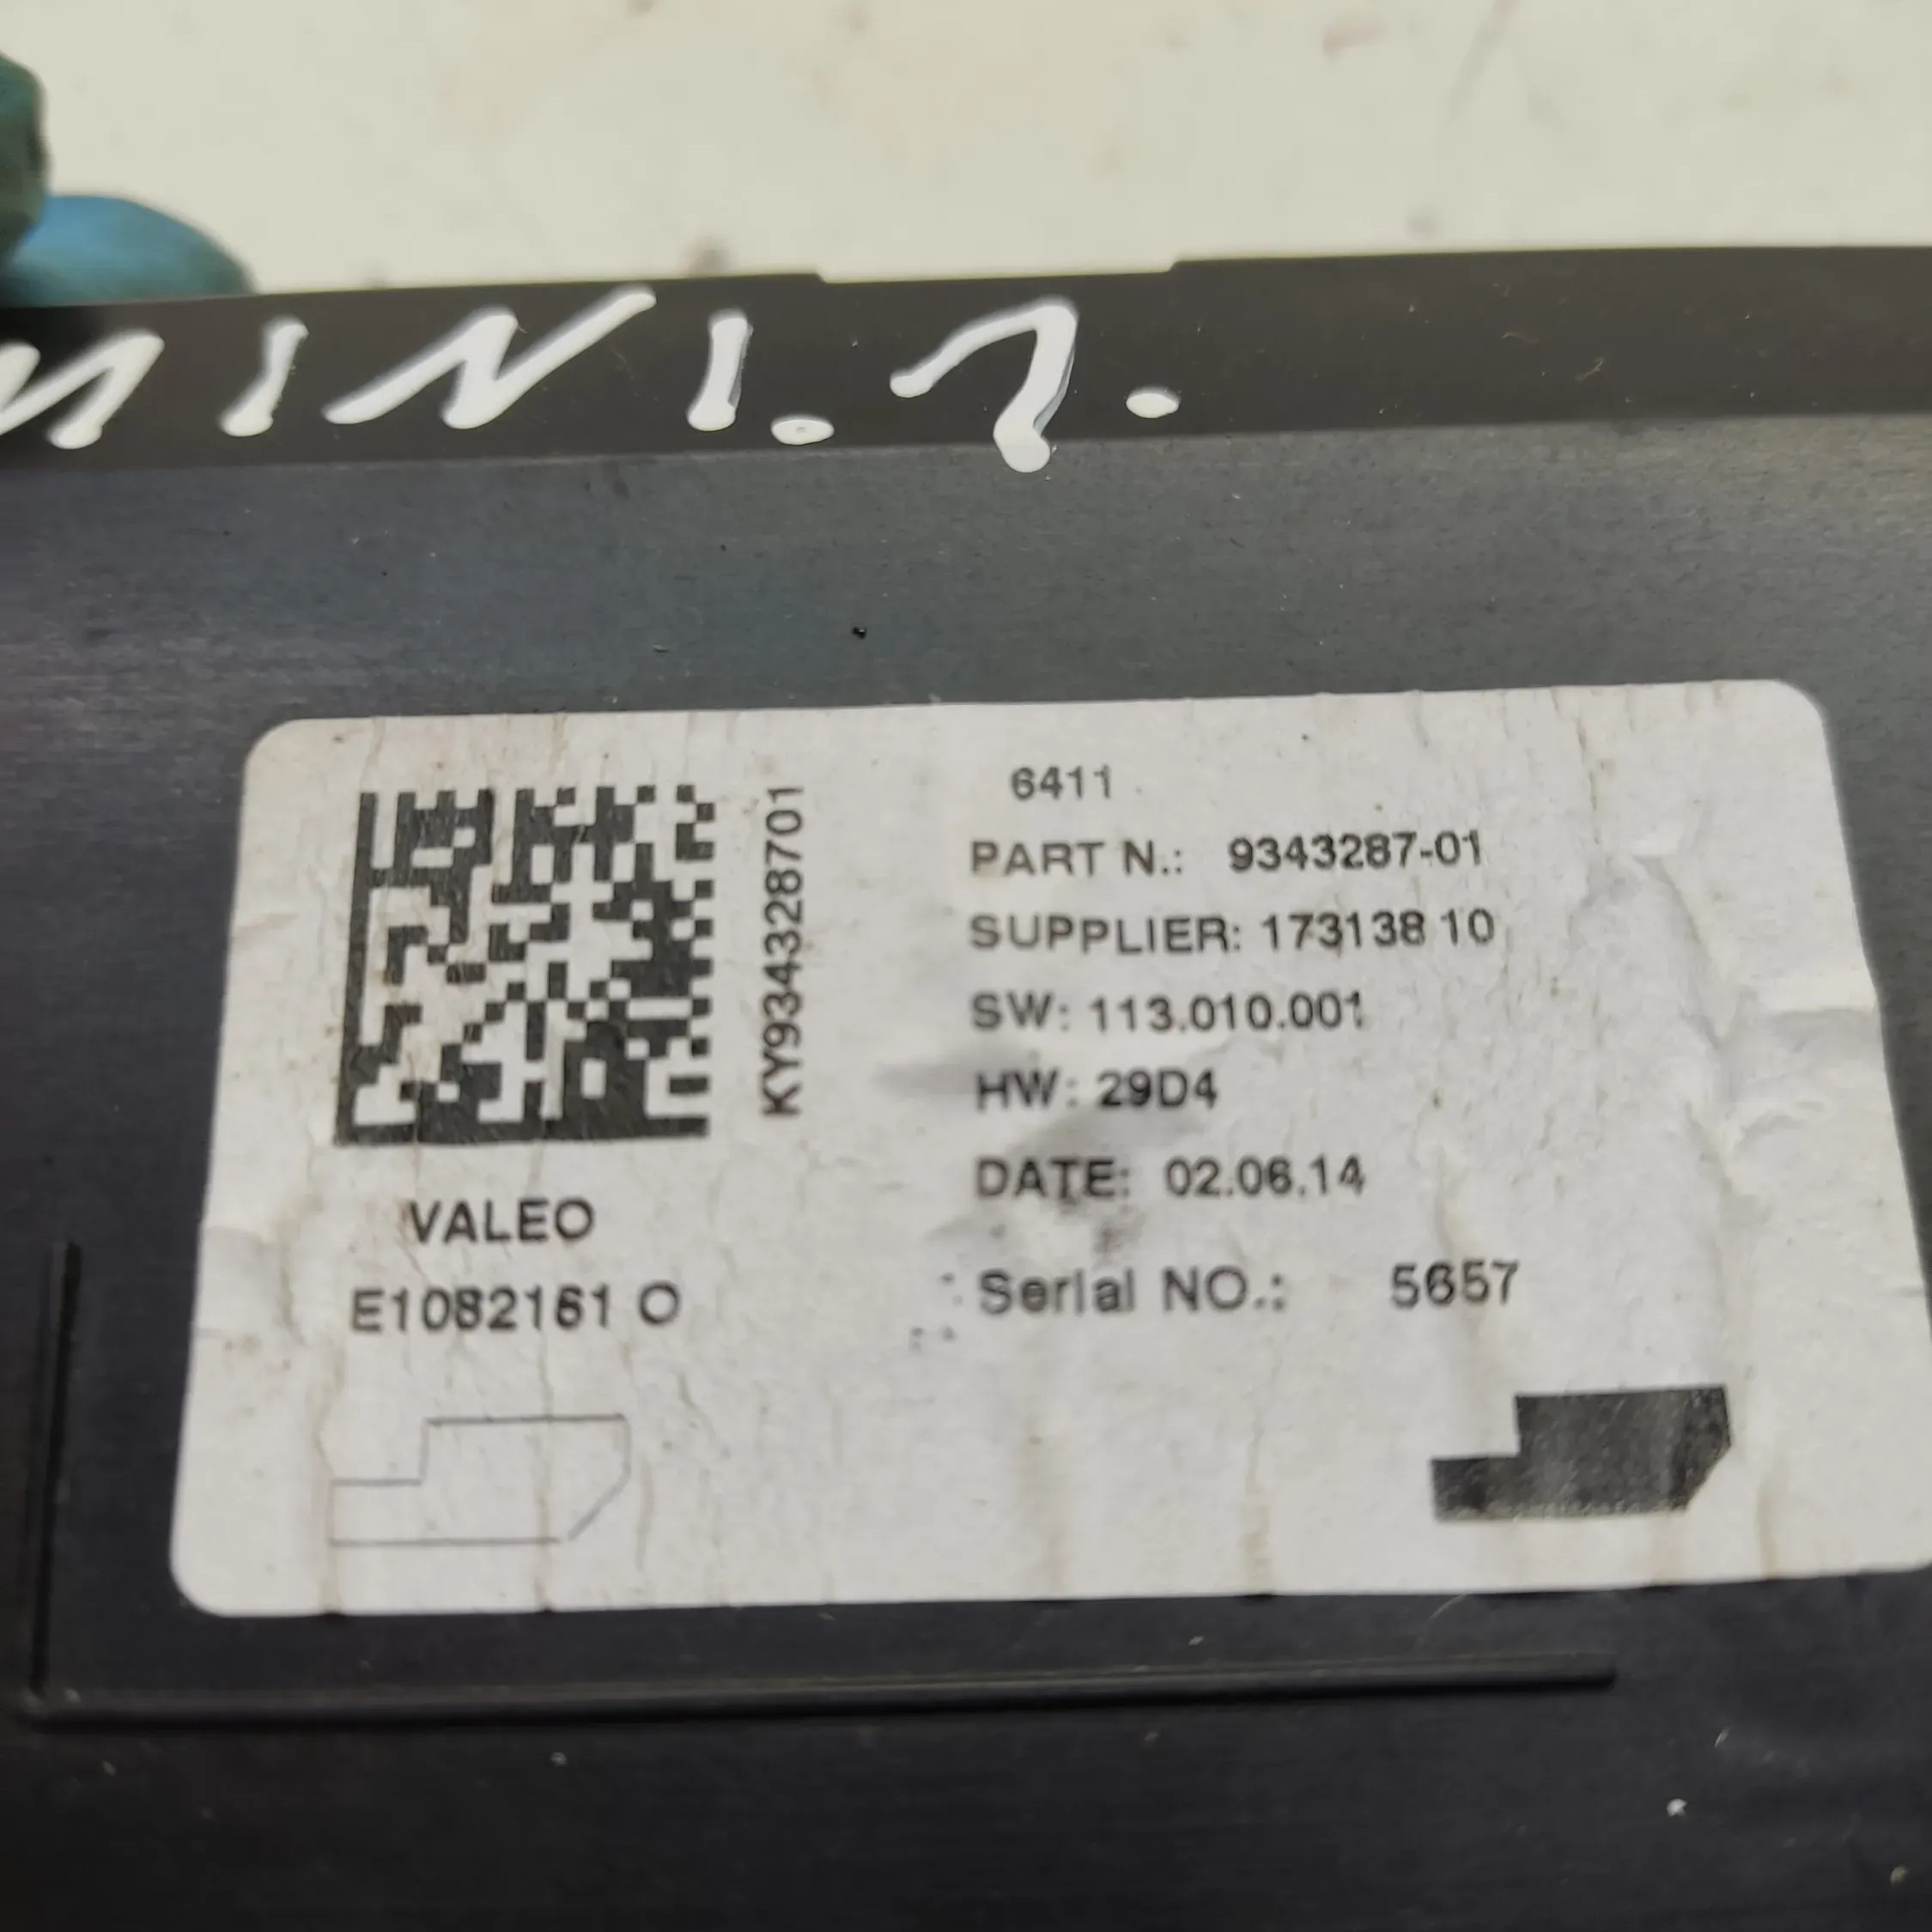 MINI. 7.
6411
PART N.: 9343287-01
SUPPLIER: 173138 10
SW: 113.010.001
HW: 29D4
DATE: 02.06.14
Serial NO.: 5657
KY934328701
VALEO
E1082161 O